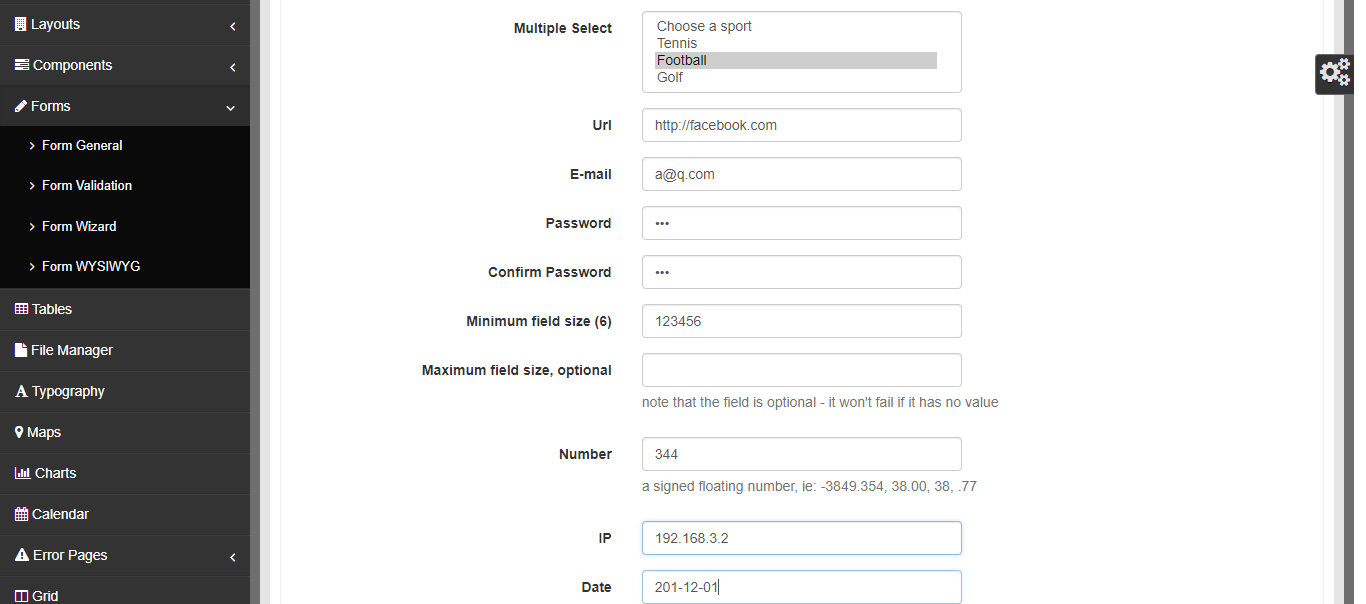 Layouts
Components
Forms
Form General
Form Validation
Form Wizard
Form WYSIWYG
Tables
File Manager
Typography
Maps
Charts
Calendar
Error Pages
Grid
Multiple Select
Choose a sport
Tennis
Football
Golf
Url
http://facebook.com
E-mail
a@q.com
Password
•••
Confirm Password
•••
Minimum field size (6)
123456
Maximum field size, optional
note that the field is optional - it won't fail if it has no value
Number
344
a signed floating number, ie: -3849.354, 38.00, 38, .77
IP
192.168.3.2
Date
201-12-01